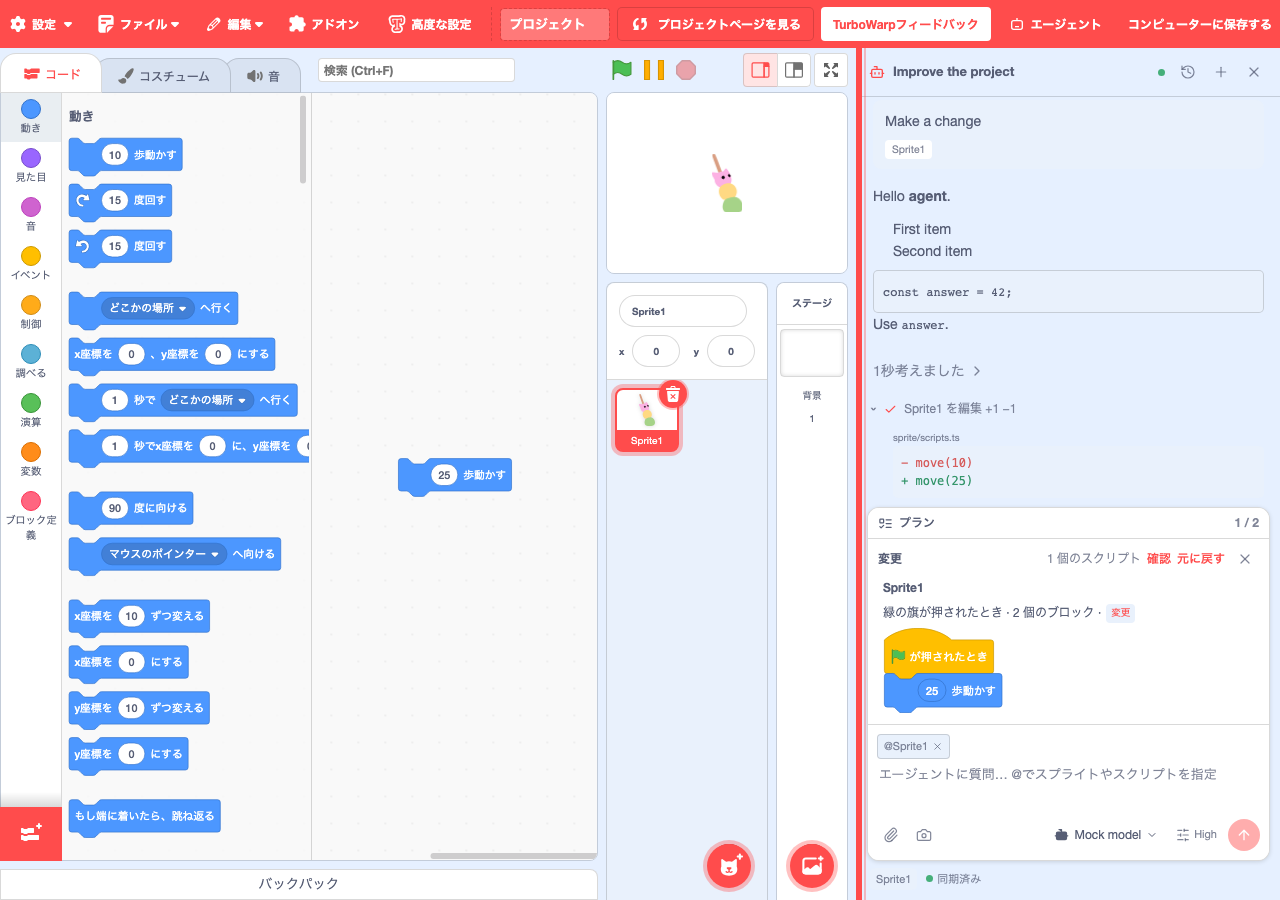 設定
ファイル
編集
アドオン
高度な設定
プロジェクト
プロジェクトページを見る
TurboWarpフィードバック
エージェント
コンピューターに保存する
コード
コスチューム
音
検索 (Ctrl+F)
動き
見た目
音
イベント
制御
調べる
演算
変数
ブロック定義
動き
10 歩動かす
15 度回す
15 度回す
どこかの場所 へ行く
x座標を 0 、y座標を 0 にする
1 秒で どこかの場所 へ行く
1 秒でx座標を 0 に、y座標を
90 度に向ける
マウスのポインター へ向ける
x座標を 10 ずつ変える
x座標を 0 にする
y座標を 10 ずつ変える
y座標を 0 にする
もし端に着いたら、跳ね返る
25 歩動かす
バックパック
Sprite1
x 0 y 0
Sprite1
ステージ
背景
1
Improve the project
Make a change
Sprite1
Hello agent.
First item
Second item
const answer = 42;
Use answer.
1秒考えました
Sprite1 を編集 +1 −1
sprite/scripts.ts
− move(10)
+ move(25)
プラン 1 / 2
変更 1 個のスクリプト 確認 元に戻す
Sprite1
緑の旗が押されたとき · 2 個のブロック · 変更
が押されたとき
25 歩動かす
@Sprite1 ×
エージェントに質問... @でスプライトやスクリプトを指定
Mock model High
Sprite1 同期済み